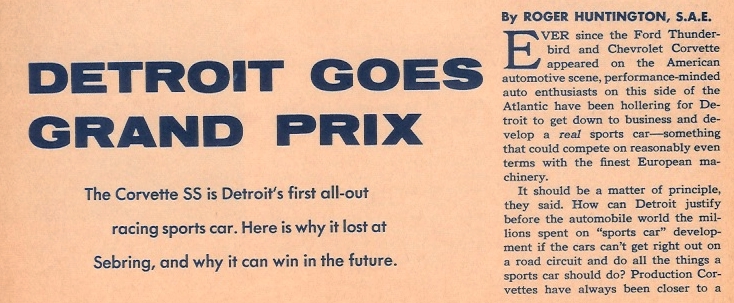 DETROIT GOES
GRAND PRIX
The Corvette SS is Detroit's first all-out
racing sports car. Here is why it lost at
Sebring, and why it can win in the future.
By ROGER HUNTINGTON, S.A.E.
EVER since the Ford Thunder-
bird and Chevrolet Corvette
appeared on the American
automotive scene, performance-minded
auto enthusiasts on this side of the
Atlantic have been hollering for De-
troit to get down to business and de-
velop a real sports car—something
that could compete on reasonably even
terms with the finest European ma-
chinery.
It should be a matter of principle,
they said. How can Detroit justify
before the automobile world the mil-
lions spent on "sports car" develop-
ment if the cars can't get right out on
a road circuit and do all the things a
sports car should do? Production Cor-
vettes have always been closer to a